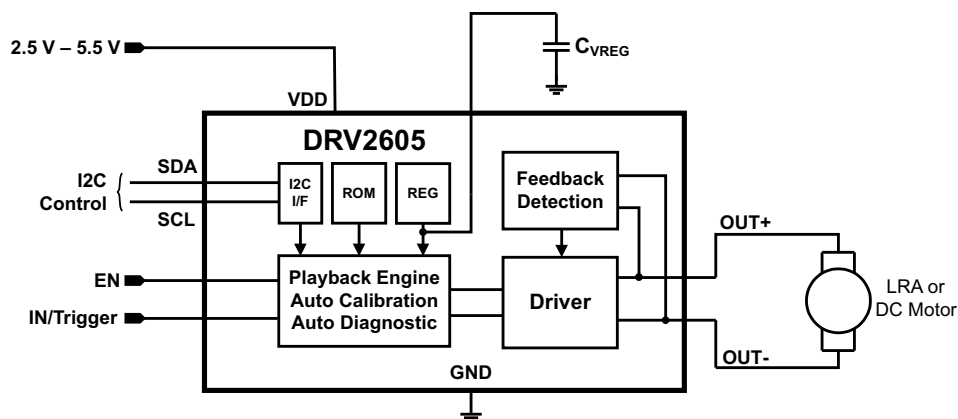 2.5 V – 5.5 V
C_VREG
VDD
DRV2605
SDA
I2C
Control
SCL
I2C
I/F
ROM
REG
Feedback
Detection
OUT+
EN
IN/Trigger
Playback Engine
Auto Calibration
Auto Diagnostic
Driver
LRA or
DC Motor
OUT-
GND